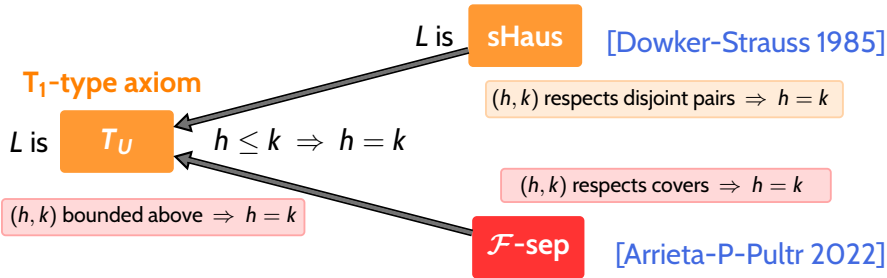 L is sHaus [Dowker-Strauss 1985]
T₁-type axiom
(h, k) respects disjoint pairs ⇒ h = k
L is T_U h ≤ k ⇒ h = k
(h, k) respects covers ⇒ h = k
(h, k) bounded above ⇒ h = k
ℱ-sep [Arrieta-P-Pultr 2022]